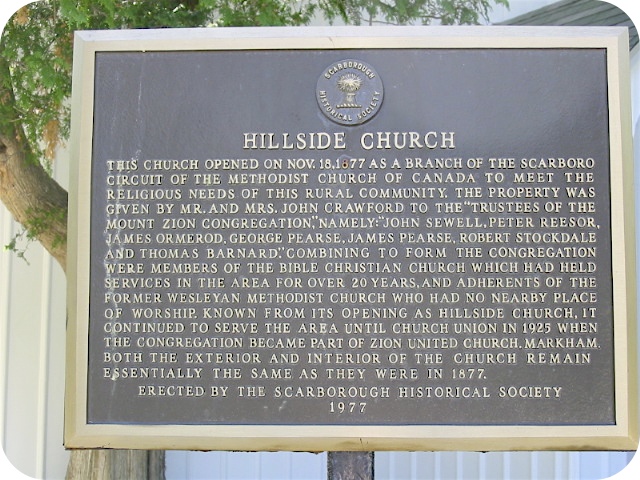 SCARBOROUGH
HISTORICAL SOCIETY
HILLSIDE CHURCH
THIS CHURCH OPENED ON NOV. 18, 1877 AS A BRANCH OF THE SCARBORO
CIRCUIT OF THE METHODIST CHURCH OF CANADA TO MEET THE
RELIGIOUS NEEDS OF THIS RURAL COMMUNITY. THE PROPERTY WAS
GIVEN BY MR. AND MRS. JOHN CRAWFORD TO THE "TRUSTEES OF THE
MOUNT ZION CONGREGATION," NAMELY: "JOHN SEWELL, PETER REESOR,
JAMES ORMEROD, GEORGE PEARSE, JAMES PEARSE, ROBERT STOCKDALE
AND THOMAS BARNARD." COMBINING TO FORM THE CONGREGATION
WERE MEMBERS OF THE BIBLE CHRISTIAN CHURCH WHICH HAD HELD
SERVICES IN THE AREA FOR OVER 20 YEARS, AND ADHERENTS OF THE
FORMER WESLEYAN METHODIST CHURCH WHO HAD NO NEARBY PLACE
OF WORSHIP. KNOWN FROM ITS OPENING AS HILLSIDE CHURCH, IT
CONTINUED TO SERVE THE AREA UNTIL CHURCH UNION IN 1925 WHEN
THE CONGREGATION BECAME PART OF ZION UNITED CHURCH, MARKHAM.
BOTH THE EXTERIOR AND INTERIOR OF THE CHURCH REMAIN
ESSENTIALLY THE SAME AS THEY WERE IN 1877.
ERECTED BY THE SCARBOROUGH HISTORICAL SOCIETY
1977